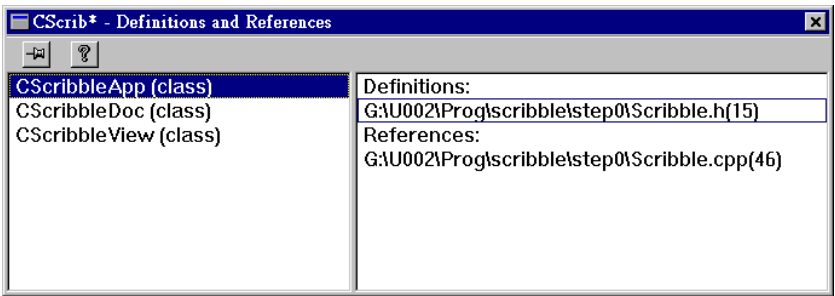 CScrib* - Definitions and References
?
CScribbleApp (class)
CScribbleDoc (class)
CScribbleView (class)
Definitions:
G:\U002\Prog\scribble\step0\Scribble.h(15)
References:
G:\U002\Prog\scribble\step0\Scribble.cpp(46)